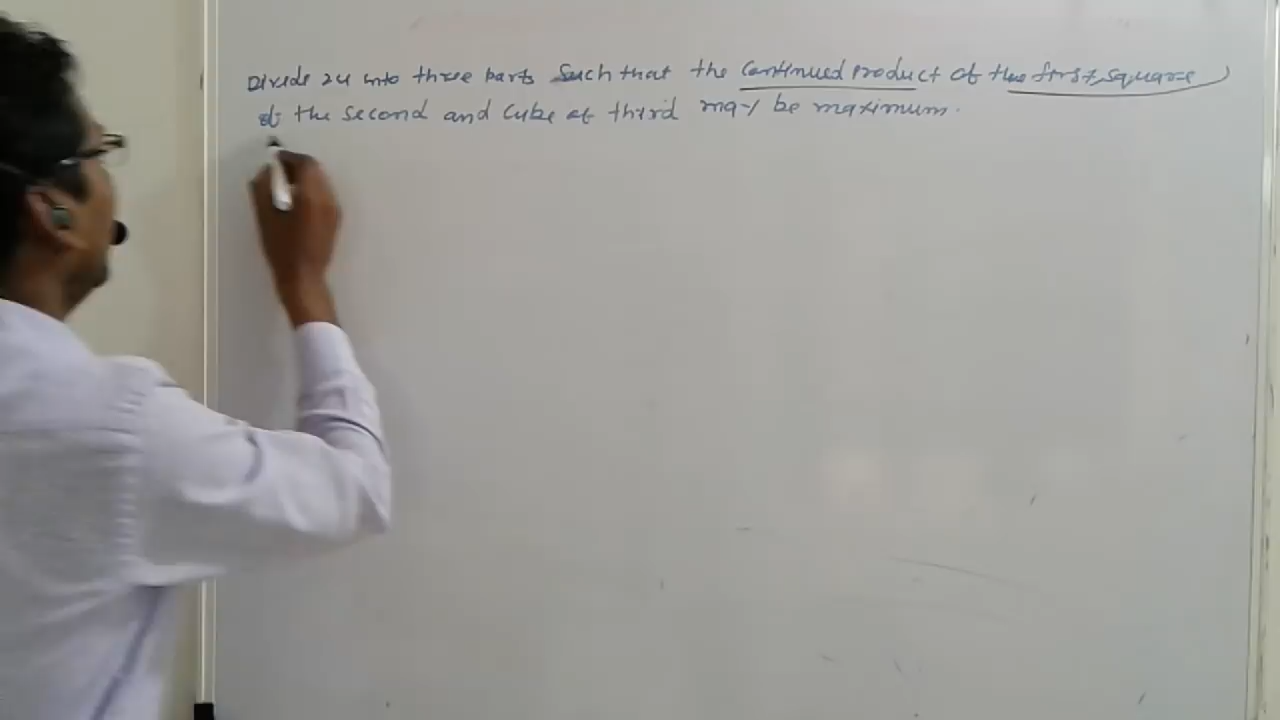 Divide 24 into three parts such that the continued product of the first, square
of the second and cube of third may be maximum.